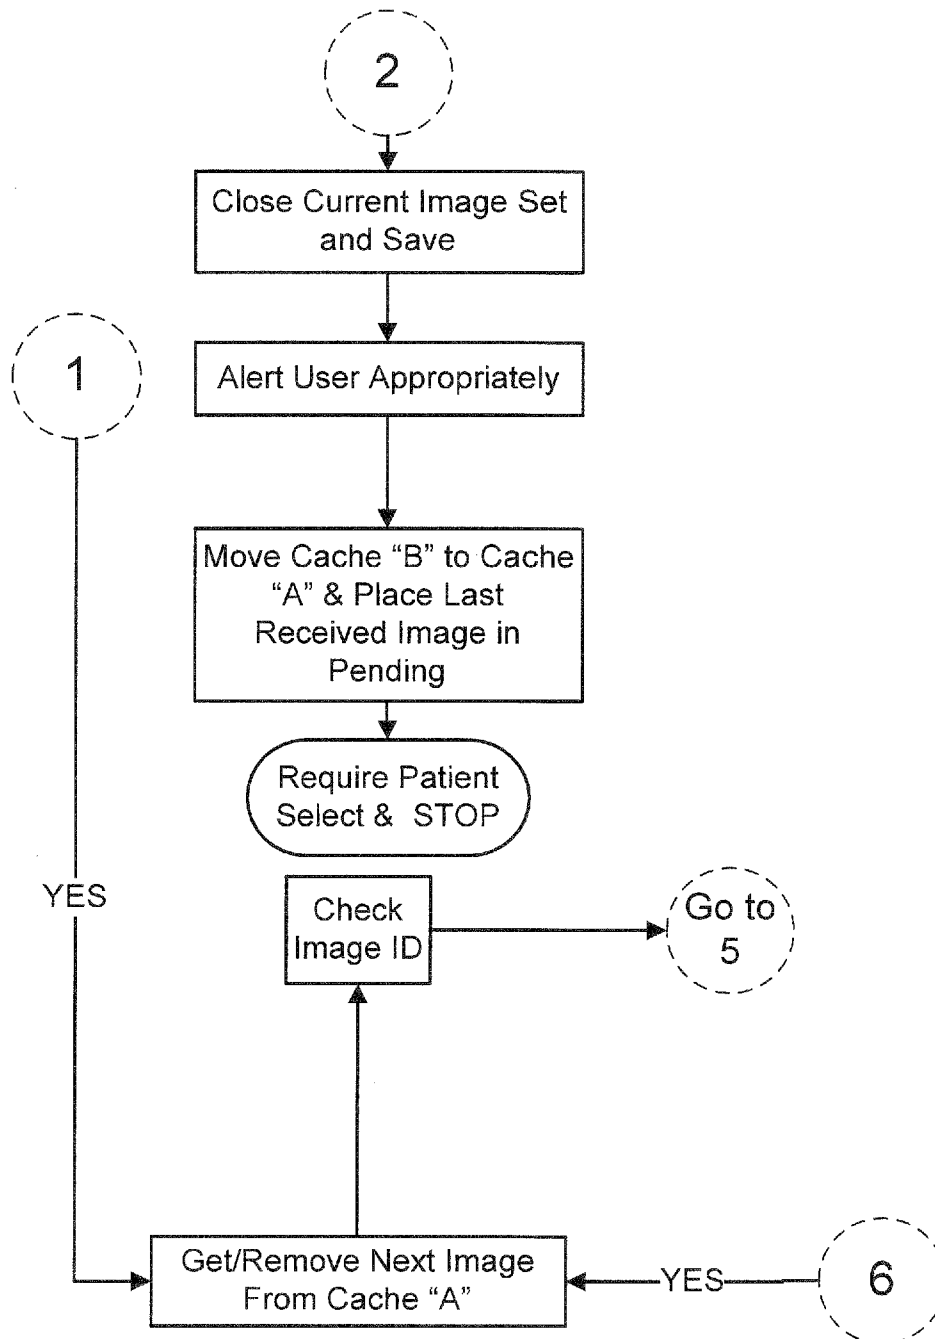 2
Close Current Image Set
and Save
1
Alert User Appropriately
Move Cache “B” to Cache
“A” & Place Last
Received Image in
Pending
Require Patient
Select & STOP
YES
Check
Image ID
Go to
5
Get/Remove Next Image
From Cache “A”
YES
6